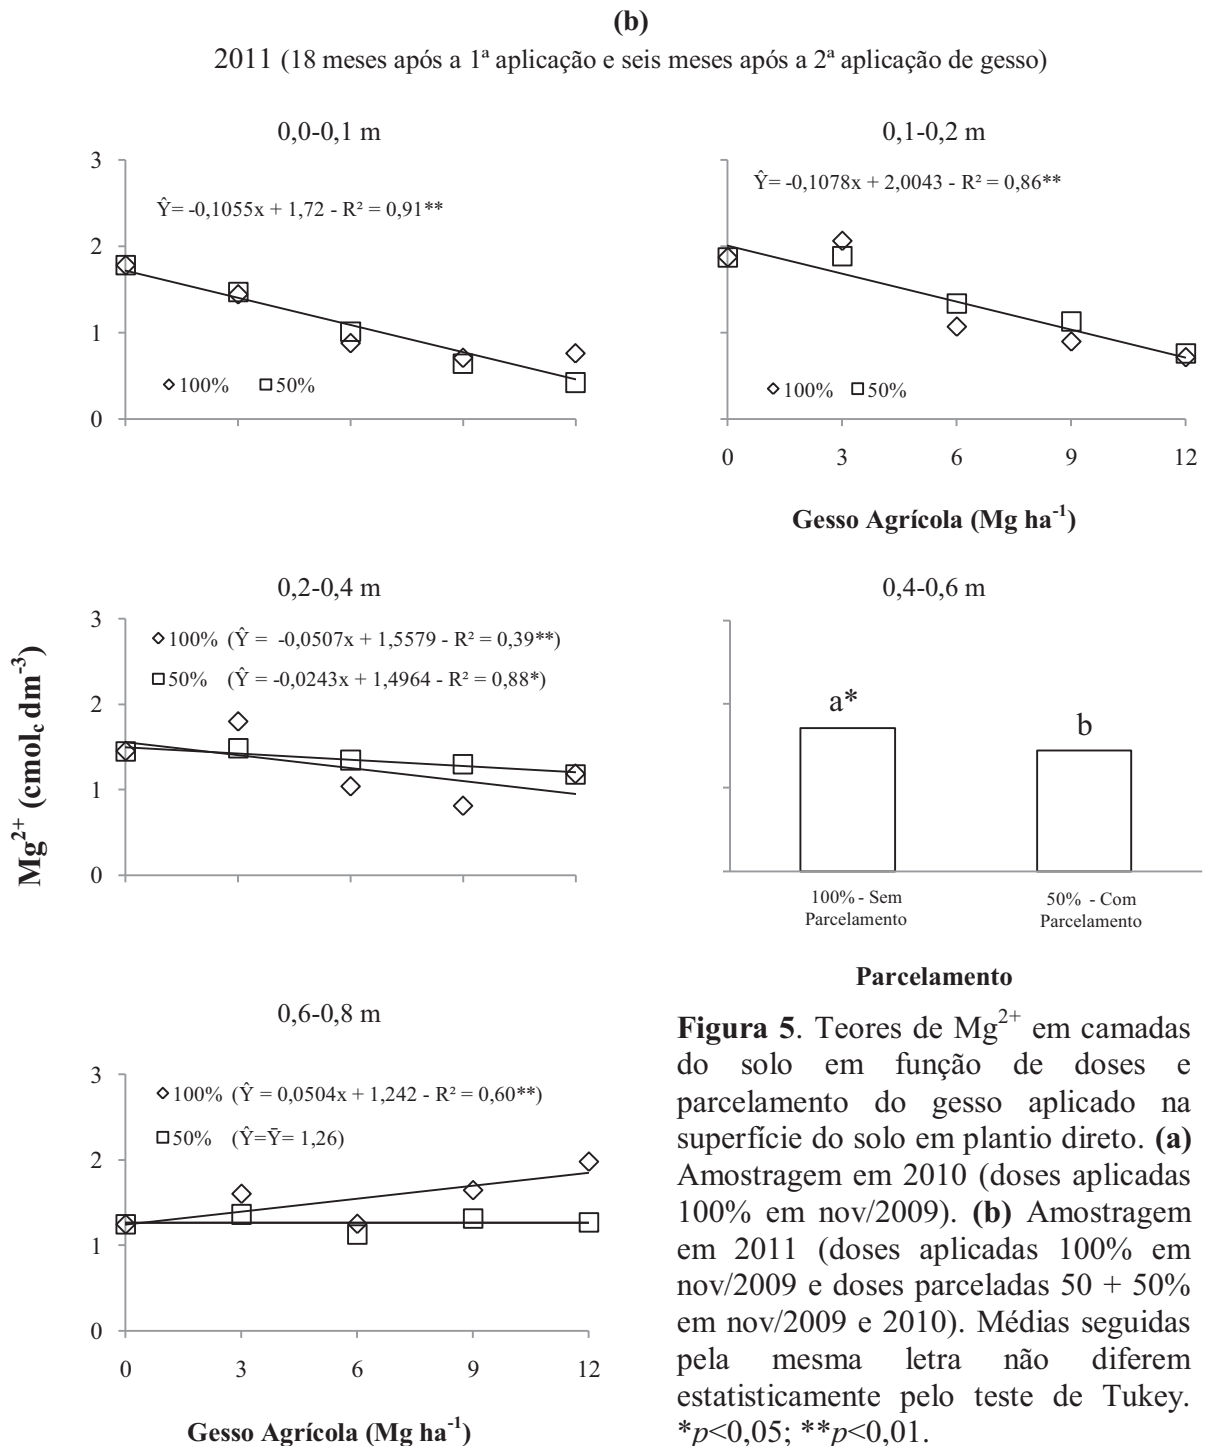 (b)
2011 (18 meses após a 1ª aplicação e seis meses após a 2ª aplicação de gesso)
0,0-0,1 m
3
2
1
0
Ŷ= -0,1055x + 1,72 - R² = 0,91**
100% 50%
0,1-0,2 m
Ŷ= -0,1078x + 2,0043 - R² = 0,86**
100% 50%
0 3 6 9 12
Gesso Agrícola (Mg ha⁻¹)
Mg²⁺ (cmol꜀ dm⁻³)
0,2-0,4 m
3
2
1
0
100% (Ŷ = -0,0507x + 1,5579 - R² = 0,39**)
50% (Ŷ = -0,0243x + 1,4964 - R² = 0,88*)
0,4-0,6 m
a*
b
100% - Sem
Parcelamento
50% - Com
Parcelamento
Parcelamento
0,6-0,8 m
3
2
1
0
100% (Ŷ = 0,0504x + 1,242 - R² = 0,60**)
50% (Ŷ=Ȳ= 1,26)
0 3 6 9 12
Gesso Agrícola (Mg ha⁻¹)
Figura 5. Teores de Mg²⁺ em camadas
do solo em função de doses e
parcelamento do gesso aplicado na
superfície do solo em plantio direto. (a)
Amostragem em 2010 (doses aplicadas
100% em nov/2009). (b) Amostragem
em 2011 (doses aplicadas 100% em
nov/2009 e doses parceladas 50 + 50%
em nov/2009 e 2010). Médias seguidas
pela mesma letra não diferem
estatisticamente pelo teste de Tukey.
*p<0,05; **p<0,01.